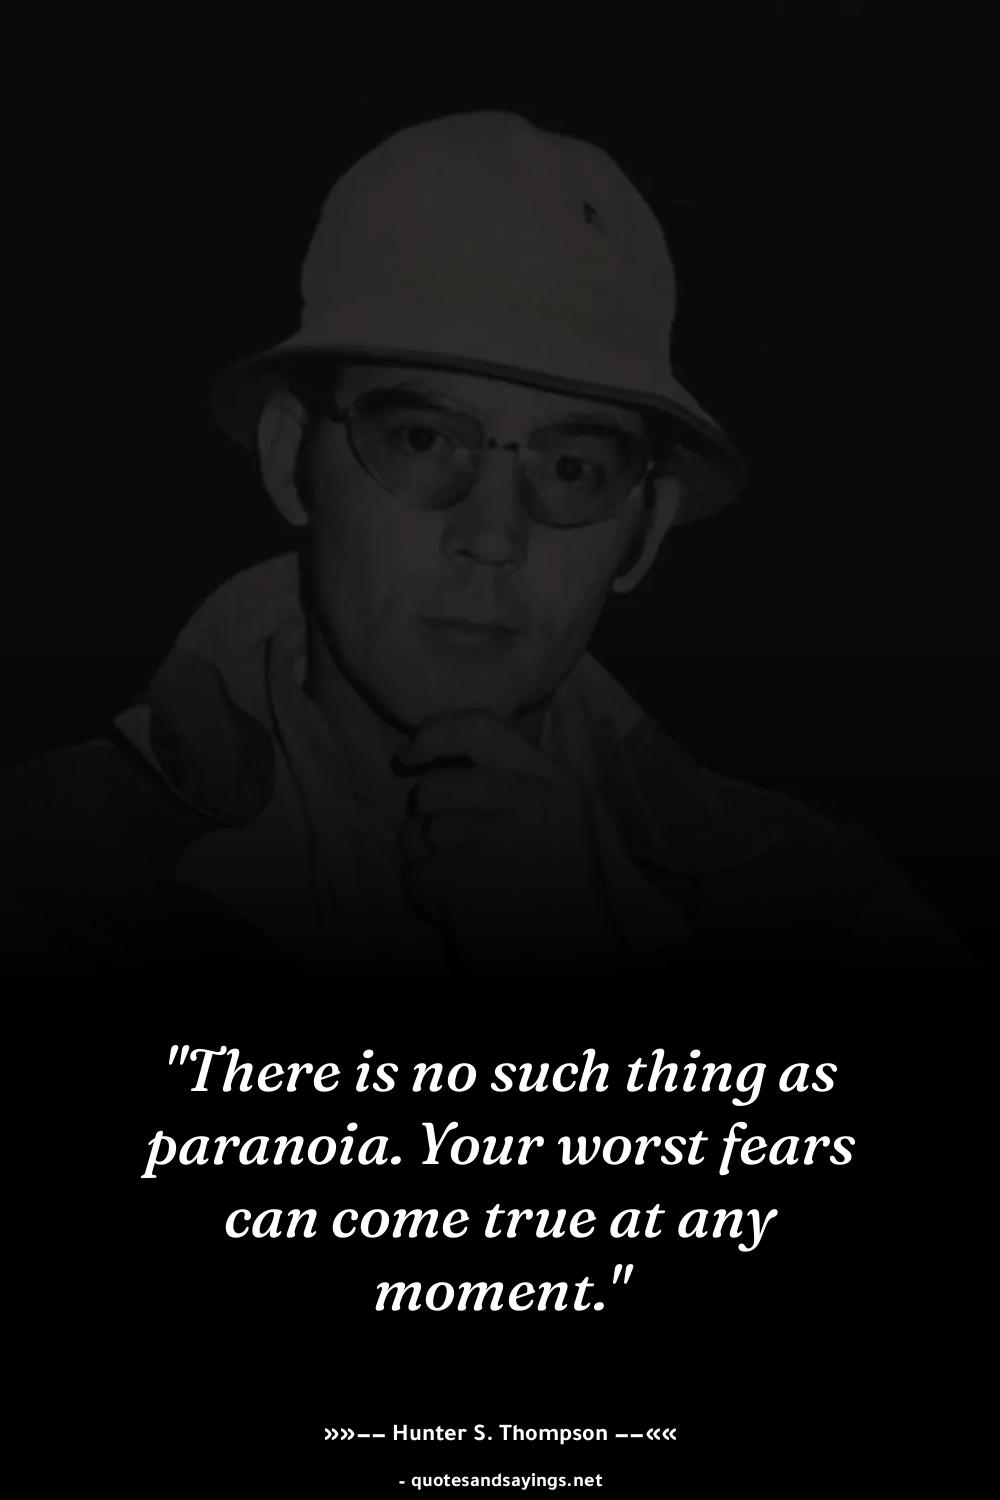 "There is no such thing as
paranoia. Your worst fears
can come true at any
moment."
»»–– Hunter S. Thompson ––««
- quotesandsayings.net